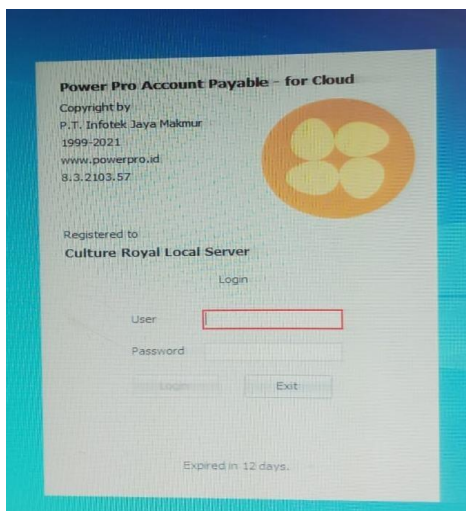 Power Pro Account Payable - for Cloud
Copyright by
P.T. Infotek Jaya Makmur
1999-2021
www.powerpro.id
8.3.2103.57
Registered to
Culture Royal Local Server
Login
User
Password
Login
Exit
Expired in 12 days.